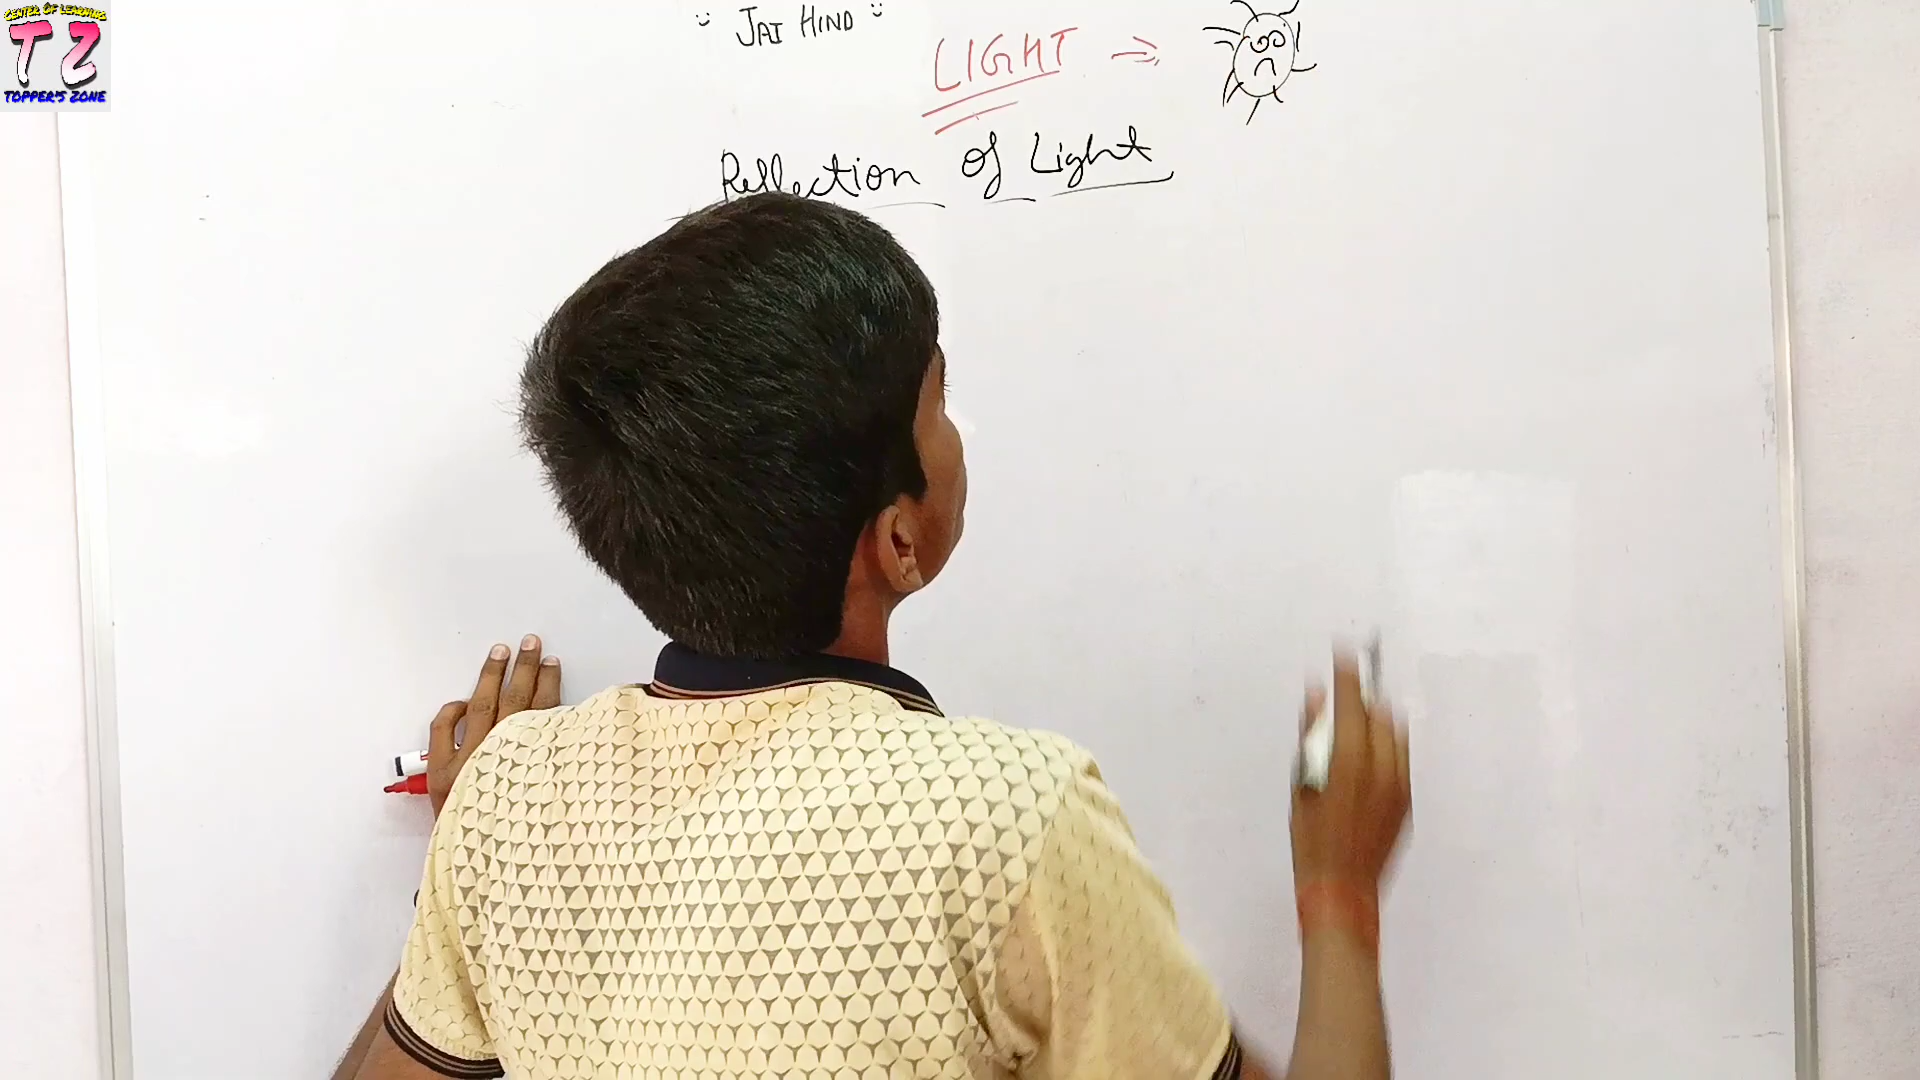 CENTER OF LEARNING
TZ
TOPPER'S ZONE
JAI HIND
LIGHT ⇒
Reflection of Light